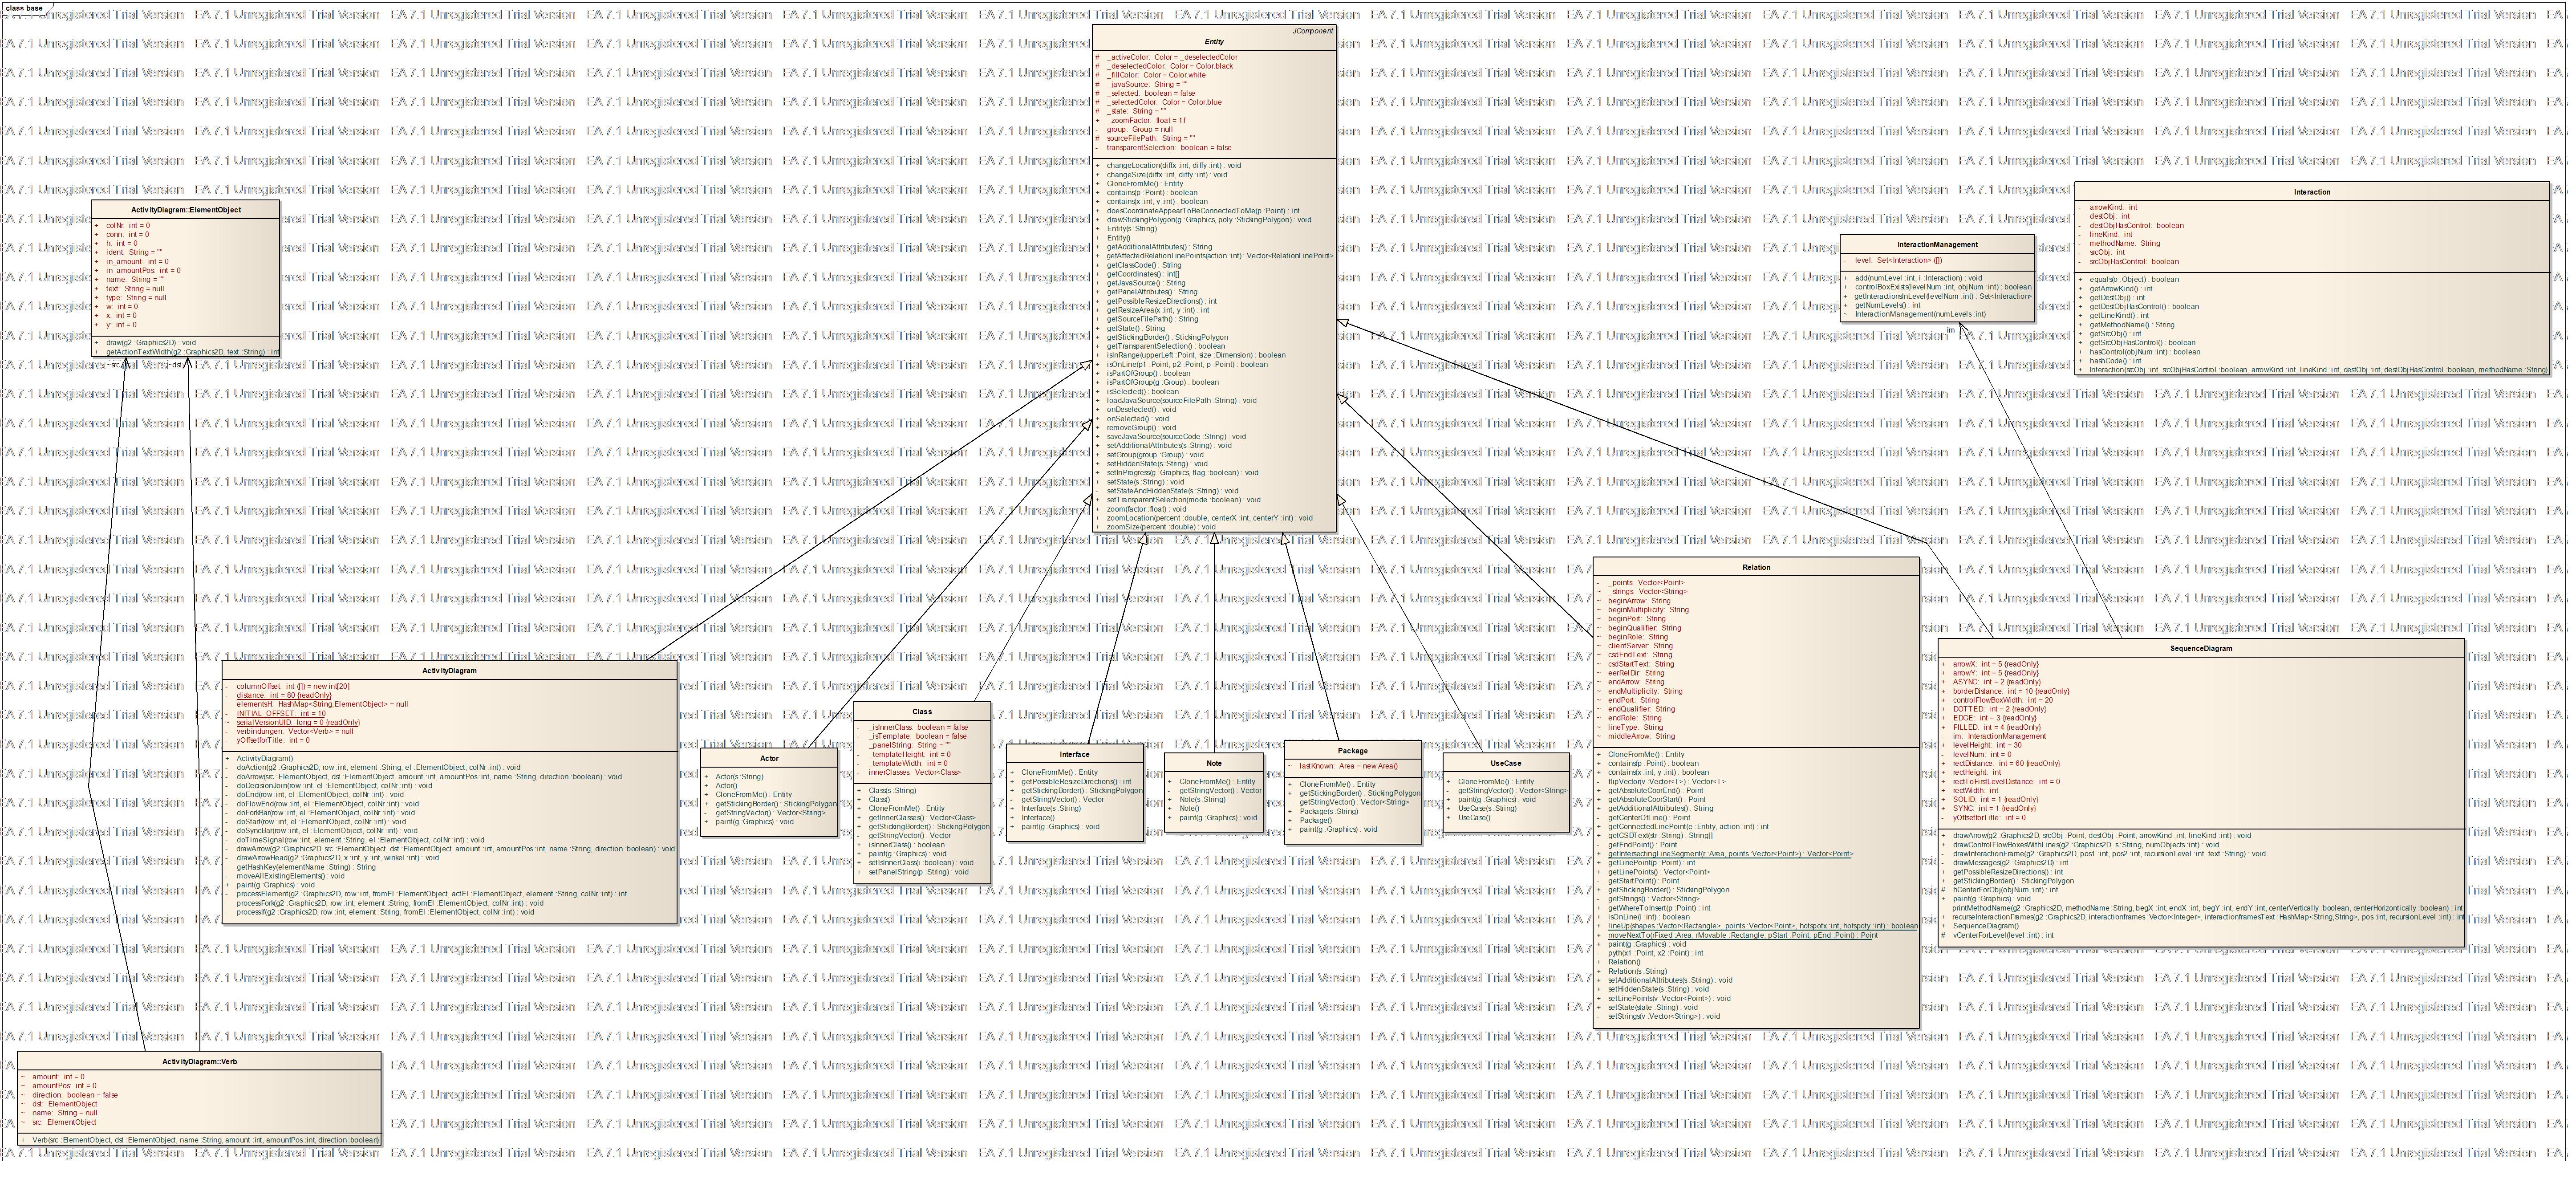 class base
EA 7.1 Unregistered Trial Version
JComponent
Entity
# _activeColor: Color = _deselectedColor
# _deselectedColor: Color = Color.black
# _fillColor: Color = Color.white
# _javaSource: String = ""
# _selected: boolean = false
# _selectedColor: Color = Color.blue
# _state: String = ""
+ _zoomFactor: float = 1f
- group: Group = null
# sourceFilePath: String = ""
- transparentSelection: boolean = false
+ changeLocation(diffx :int, diffy :int) : void
+ changeSize(diffx :int, diffy :int) : void
+ CloneFromMe() : Entity
+ contains(p :Point) : boolean
+ contains(x :int, y :int) : boolean
+ doesCoordinateAppearToBeConnectedToMe(p :Point) : int
+ drawStickingPolygon(g :Graphics, poly :StickingPolygon) : void
+ Entity(s :String)
+ Entity()
+ getAdditionalAttributes() : String
+ getAffectedRelationLinePoints(action :int) : Vector<RelationLinePoint>
+ getClassCode() : String
+ getCoordinates() : int[]
+ getJavaSource() : String
+ getPanelAttributes() : String
+ getPossibleResizeDirections() : int
+ getResizeArea(x :int, y :int) : int
+ getSourceFilePath() : String
+ getState() : String
+ getStickingBorder() : StickingPolygon
+ getTransparentSelection() : boolean
+ isInRange(upperLeft :Point, size :Dimension) : boolean
+ isOnLine(p1 :Point, p2 :Point, p :Point) : boolean
+ isPartOfGroup() : boolean
+ isPartOfGroup(g :Group) : boolean
+ isSelected() : boolean
+ loadJavaSource(sourceFilePath :String) : void
+ onDeselected() : void
+ onSelected() : void
+ removeGroup() : void
+ saveJavaSource(sourceCode :String) : void
+ setAdditionalAttributes(s :String) : void
+ setGroup(group :Group) : void
+ setHiddenState(s :String) : void
+ setInProgress(g :Graphics, flag :boolean) : void
+ setState(s :String) : void
- setStateAndHiddenState(s :String) : void
+ setTransparentSelection(mode :boolean) : void
+ zoom(factor :float) : void
+ zoomLocation(percent :double, centerX :int, centerY :int) : void
+ zoomSize(percent :double) : void
ActivityDiagram::ElementObject
+ colNr: int = 0
+ conn: int = 0
+ h: int = 0
+ ident: String = ""
+ in_amount: int = 0
+ in_amountPos: int = 0
+ name: String = ""
+ text: String = null
+ type: String = null
+ w: int = 0
+ x: int = 0
+ y: int = 0
+ draw(g2 :Graphics2D) : void
+ getActionTextWidth(g2 :Graphics2D, text :String) : int
~src
~dst
InteractionManagement
- level: Set<Interaction> ([])
+ add(numLevel :int, i :Interaction) : void
+ controlBoxExists(levelNum :int, objNum :int) : boolean
+ getInteractionsInLevel(levelNum :int) : Set<Interaction>
+ getNumLevels() : int
~ InteractionManagement(numLevels :int)
-im
Interaction
- arrowKind: int
- destObj: int
- destObjHasControl: boolean
- lineKind: int
- methodName: String
- srcObj: int
- srcObjHasControl: boolean
+ equals(o :Object) : boolean
+ getArrowKind() : int
+ getDestObj() : int
+ getDestObjHasControl() : boolean
+ getLineKind() : int
+ getMethodName() : String
+ getSrcObj() : int
+ getSrcObjHasControl() : boolean
+ hasControl(objNum :int) : boolean
+ hashCode() : int
+ Interaction(srcObj :int, srcObjHasControl :boolean, arrowKind :int, lineKind :int, destObj :int, destObjHasControl :boolean, methodName :String)
ActivityDiagram
- columnOffset: int ([]) = new int[20]
- distance: int = 80 {readOnly}
- elementsH: HashMap<String,ElementObject> = null
- INITIAL_OFFSET: int = 10
~ serialVersionUID: long = 0 {readOnly}
- verbindungen: Vector<Verb> = null
- yOffsetforTitle: int = 0
+ ActivityDiagram()
- doAction(g2 :Graphics2D, row :int, element :String, el :ElementObject, colNr :int) : void
- doArrow(src :ElementObject, dst :ElementObject, amount :int, amountPos :int, name :String, direction :boolean) : void
- doDecisionJoin(row :int, el :ElementObject, colNr :int) : void
- doEnd(row :int, el :ElementObject, colNr :int) : void
- doFlowEnd(row :int, el :ElementObject, colNr :int) : void
- doForkBar(row :int, el :ElementObject, colNr :int) : void
- doStart(row :int, el :ElementObject, colNr :int) : void
- doSyncBar(row :int, el :ElementObject, colNr :int) : void
- doTimeSignal(row :int, element :String, el :ElementObject, colNr :int) : void
- drawArrow(g2 :Graphics2D, src :ElementObject, dst :ElementObject, amount :int, amountPos :int, name :String, direction :boolean) : void
- drawArrowHead(g2 :Graphics2D, x :int, y :int, winkel :int) : void
- getHashKey(elementName :String) : String
- moveAllExistingElements() : void
+ paint(g :Graphics) : void
- processElement(g2 :Graphics2D, row :int, fromEl :ElementObject, actEl :ElementObject, element :String, colNr :int) : int
- processFork(g2 :Graphics2D, row :int, element :String, fromEl :ElementObject, colNr :int) : void
- processIf(g2 :Graphics2D, row :int, element :String, fromEl :ElementObject, colNr :int) : void
Actor
+ Actor(s :String)
+ Actor()
+ CloneFromMe() : Entity
+ getStickingBorder() : StickingPolygon
- getStringVector() : Vector<String>
+ paint(g :Graphics) : void
Class
- _isInnerClass: boolean = false
- _isTemplate: boolean = false
- _panelString: String = ""
- _templateHeight: int = 0
- _templateWidth: int = 0
- innerClasses: Vector<Class>
+ Class(s :String)
+ Class()
+ CloneFromMe() : Entity
+ getInnerClasses() : Vector<Class>
+ getStickingBorder() : StickingPolygon
- getStringVector() : Vector
+ isInnerClass() : boolean
+ paint(g :Graphics) : void
+ setIsInnerClass(b :boolean) : void
+ setPanelString(p :String) : void
Interface
+ CloneFromMe() : Entity
+ getPossibleResizeDirections() : int
+ getStickingBorder() : StickingPolygon
- getStringVector() : Vector
+ Interface(s :String)
+ Interface()
+ paint(g :Graphics) : void
Note
+ CloneFromMe() : Entity
- getStringVector() : Vector
+ Note(s :String)
+ Note()
+ paint(g :Graphics) : void
Package
~ lastKnown: Area = new Area()
+ CloneFromMe() : Entity
+ getStickingBorder() : StickingPolygon
- getStringVector() : Vector<String>
+ Package(s :String)
+ Package()
+ paint(g :Graphics) : void
UseCase
+ CloneFromMe() : Entity
- getStringVector() : Vector<String>
+ paint(g :Graphics) : void
+ UseCase(s :String)
+ UseCase()
Relation
- _points: Vector<Point>
- _strings: Vector<String>
~ beginArrow: String
~ beginMultiplicity: String
~ beginPort: String
~ beginQualifier: String
~ beginRole: String
~ clientServer: String
~ csdEndText: String
~ csdStartText: String
~ eerRelDir: String
~ endArrow: String
~ endMultiplicity: String
~ endPort: String
~ endQualifier: String
~ endRole: String
~ lineType: String
~ middleArrow: String
+ CloneFromMe() : Entity
+ contains(p :Point) : boolean
+ contains(x :int, y :int) : boolean
- flipVector(v :Vector<T>) : Vector<T>
+ getAbsoluteCoorEnd() : Point
+ getAbsoluteCoorStart() : Point
+ getAdditionalAttributes() : String
- getCenterOfLine() : Point
+ getConnectedLinePoint(e :Entity, action :int) : int
- getCSDText(str :String) : String[]
- getEndPoint() : Point
+ getIntersectingLineSegment(r :Area, points :Vector<Point>) : Vector<Point>
+ getLinePoint(p :Point) : int
+ getLinePoints() : Vector<Point>
- getStartPoint() : Point
+ getStickingBorder() : StickingPolygon
- getStrings() : Vector<String>
+ getWhereToInsert(p :Point) : int
+ isOnLine(i :int) : boolean
+ lineUp(shapes :Vector<Rectangle>, points :Vector<Point>, hotspotx :int, hotspoty :int) : boolean
+ moveNextTo(rFixed :Area, rMovable :Rectangle, pStart :Point, pEnd :Point) : Point
+ paint(g :Graphics) : void
- pyth(x1 :Point, x2 :Point) : int
+ Relation()
+ Relation(s :String)
+ setAdditionalAttributes(s :String) : void
+ setHiddenState(s :String) : void
+ setLinePoints(v :Vector<Point>) : void
+ setState(state :String) : void
- setStrings(v :Vector<String>) : void
SequenceDiagram
+ arrowX: int = 5 {readOnly}
+ arrowY: int = 5 {readOnly}
+ ASYNC: int = 2 {readOnly}
+ borderDistance: int = 10 {readOnly}
+ controlFlowBoxWidth: int = 20
+ DOTTED: int = 2 {readOnly}
+ EDGE: int = 3 {readOnly}
+ FILLED: int = 4 {readOnly}
- im: InteractionManagement
+ levelHeight: int = 30
+ levelNum: int = 0
+ rectDistance: int = 60 {readOnly}
+ rectHeight: int
+ rectToFirstLevelDistance: int = 0
+ rectWidth: int
+ SOLID: int = 1 {readOnly}
+ SYNC: int = 1 {readOnly}
- yOffsetforTitle: int = 0
+ drawArrow(g2 :Graphics2D, srcObj :Point, destObj :Point, arrowKind :int, lineKind :int) : void
+ drawControlFlowBoxesWithLines(g2 :Graphics2D, s :String, numObjects :int) : void
- drawInteractionFrame(g2 :Graphics2D, pos1 :int, pos2 :int, recursionLevel :int, text :String) : void
- drawMessages(g2 :Graphics2D) : int
+ getPossibleResizeDirections() : int
+ getStickingBorder() : StickingPolygon
# hCenterForObj(objNum :int) : int
+ paint(g :Graphics) : void
- printMethodName(g2 :Graphics2D, methodName :String, begX :int, endX :int, begY :int, endY :int, centerVertically :boolean, centerHorizontically :boolean) : int
+ recurseInteractionFrames(g2 :Graphics2D, interactionframes :Vector<Integer>, interactionframesText :HashMap<String,String>, pos :int, recursionLevel :int) : int
+ SequenceDiagram()
# vCenterForLevel(level :int) : int
ActivityDiagram::Verb
~ amount: int = 0
~ amountPos: int = 0
~ direction: boolean = false
~ dst: ElementObject
~ name: String = null
~ src: ElementObject
+ Verb(src :ElementObject, dst :ElementObject, name :String, amount :int, amountPos :int, direction :boolean)